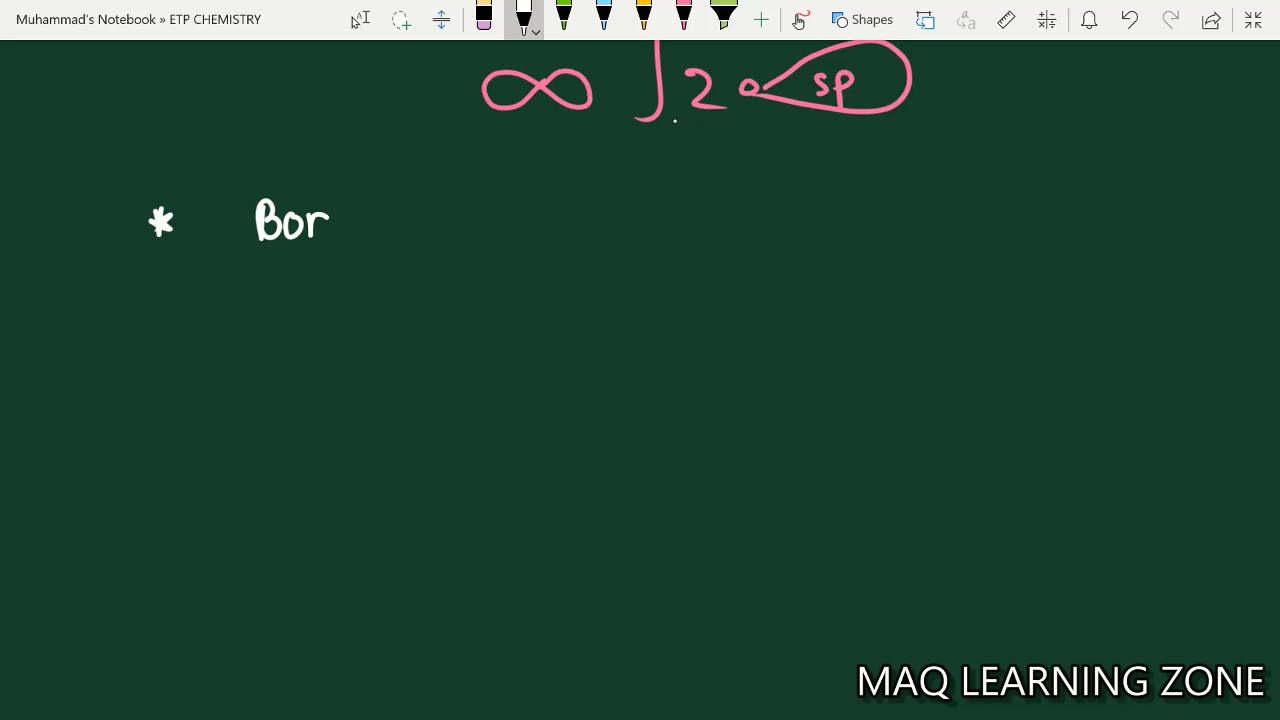 Muhammad's Notebook » ETP CHEMISTRY
Shapes
∞ 2 sp
* Bor
MAQ LEARNING ZONE